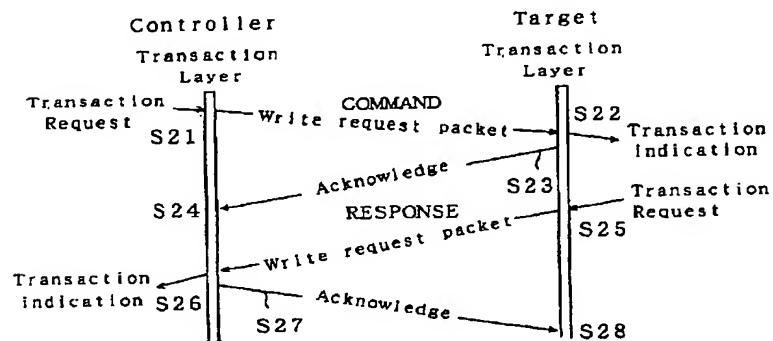 Controller
Target
Transaction
Layer
Transaction
Layer
Transaction
Request
COMMAND
S22
S21
Write request packet
Transaction
indication
Acknowledge
S23
S24
RESPONSE
Transaction
Request
S25
Write request packet
Transaction
indication
S26
S27
Acknowledge
S28